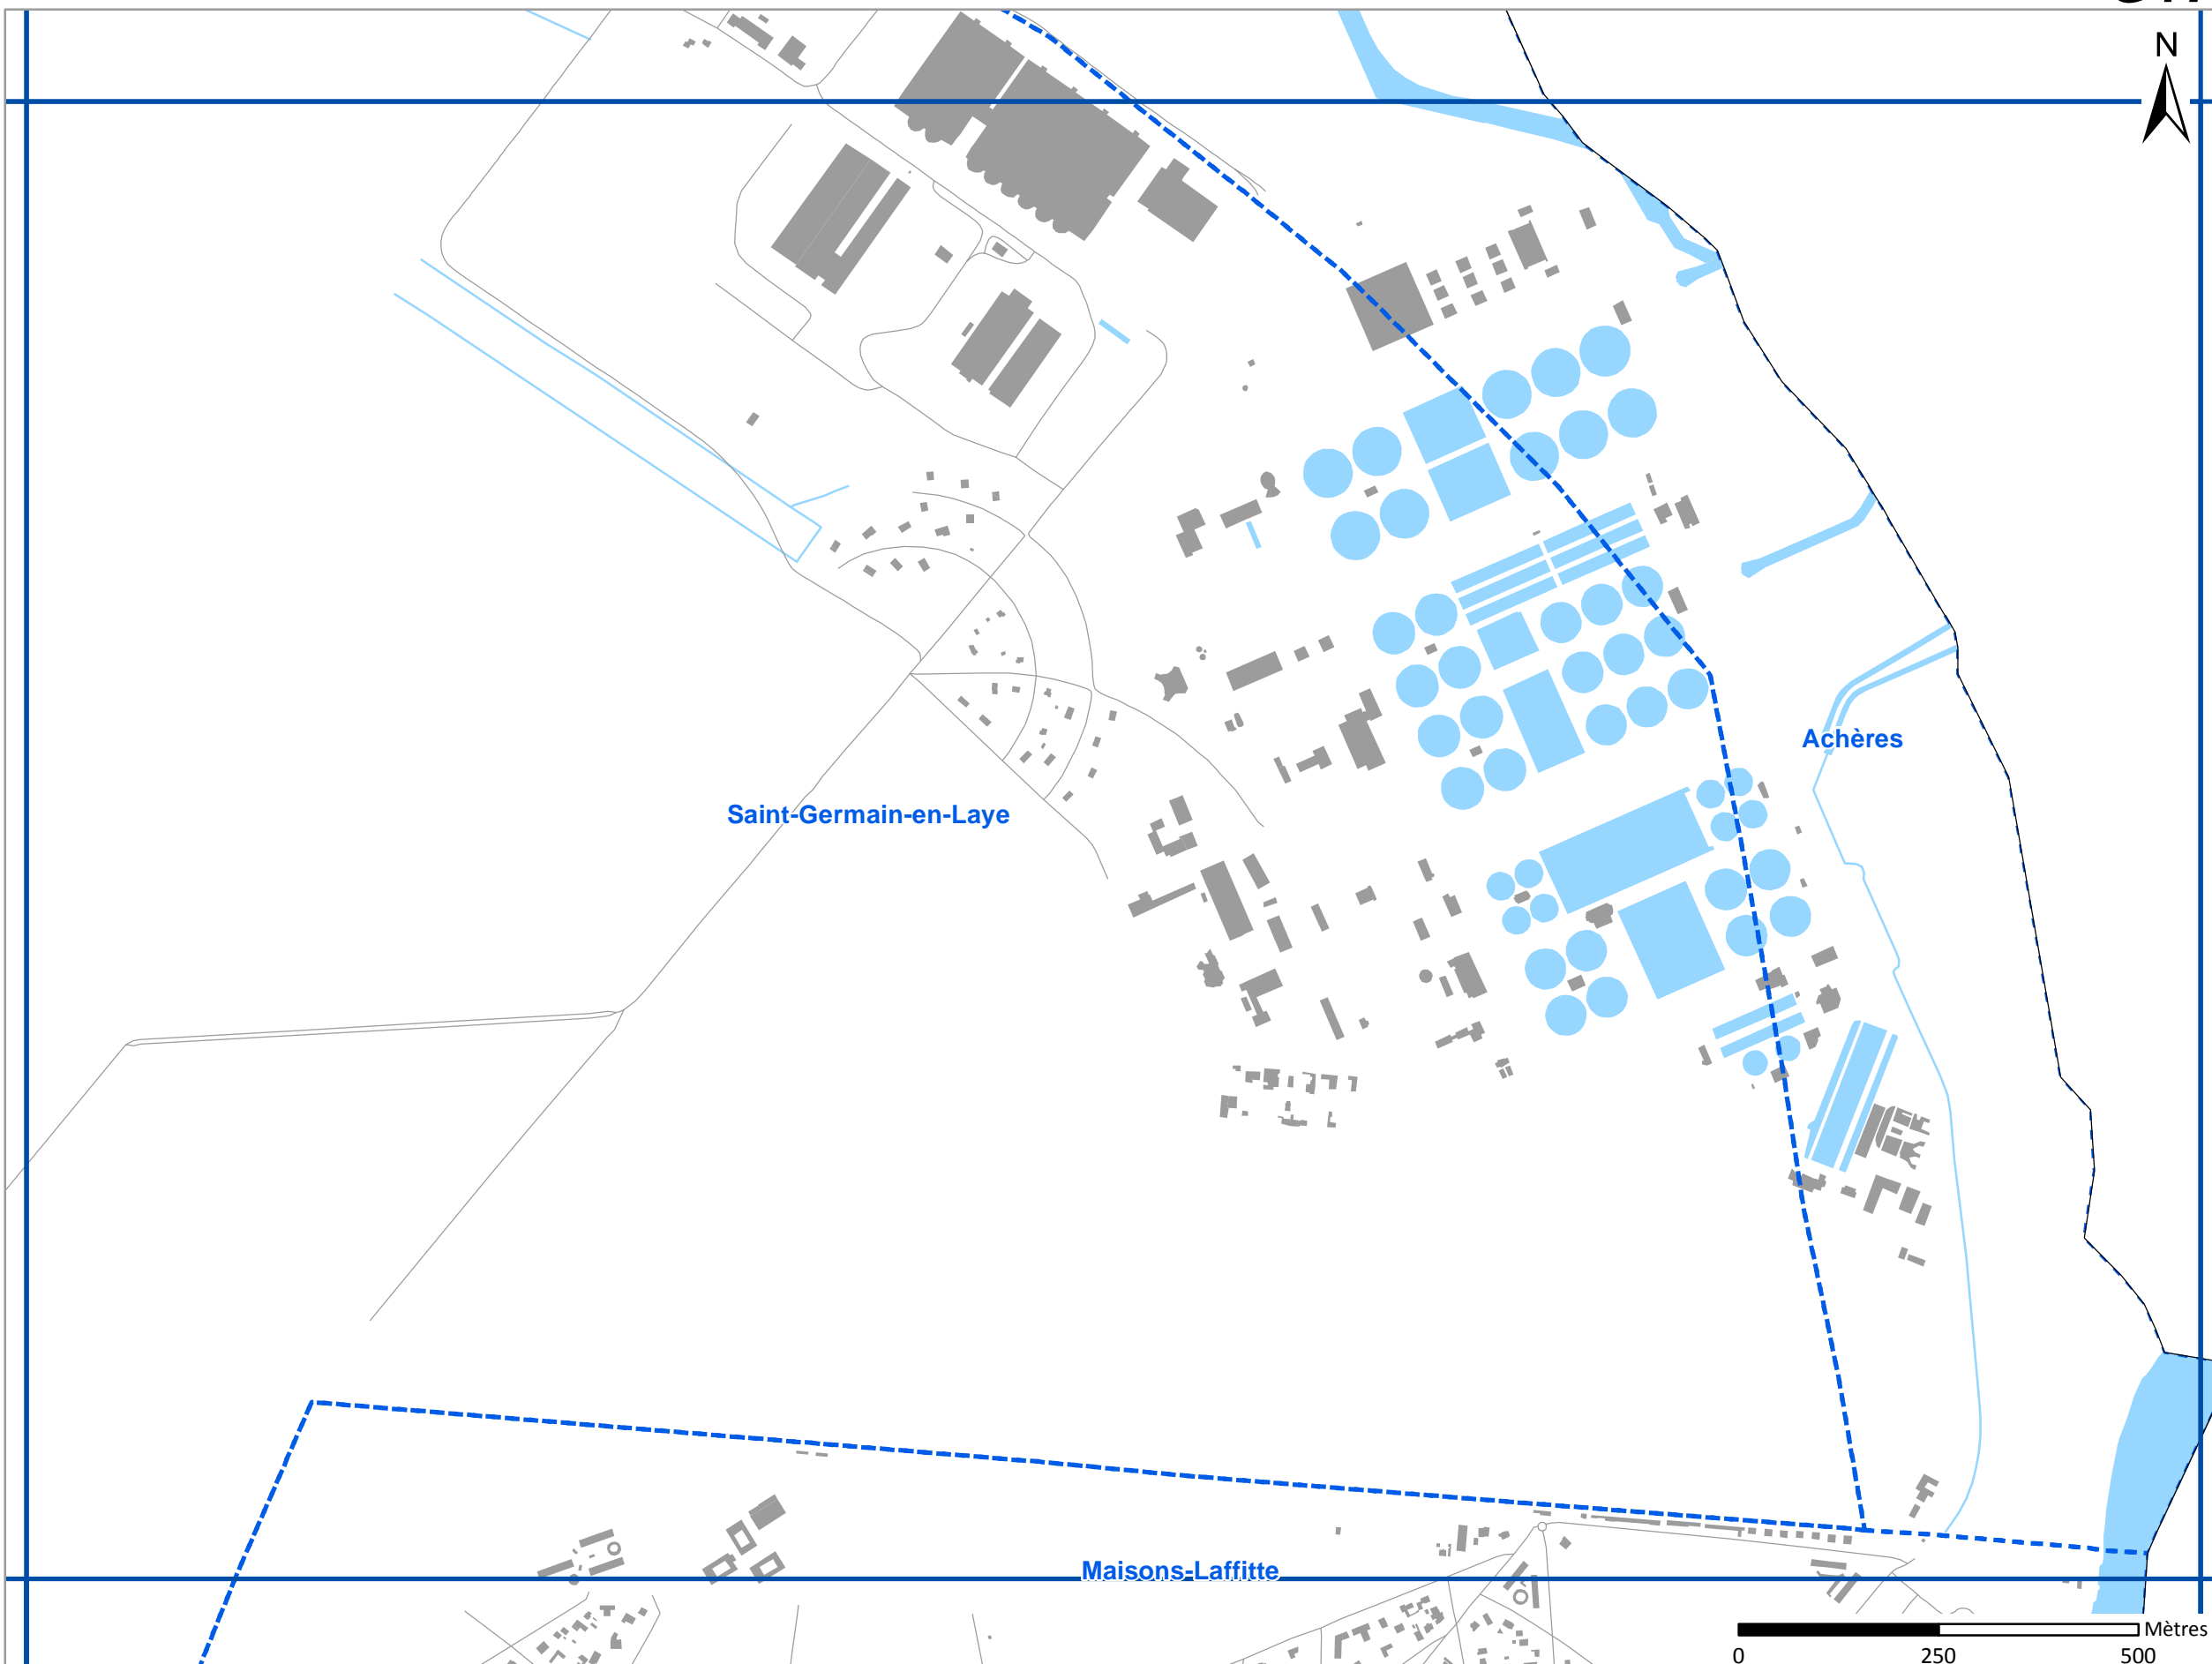 N
Achères
Saint-Germain-en-Laye
Maisons-Laffitte
Mètres
0 250 500